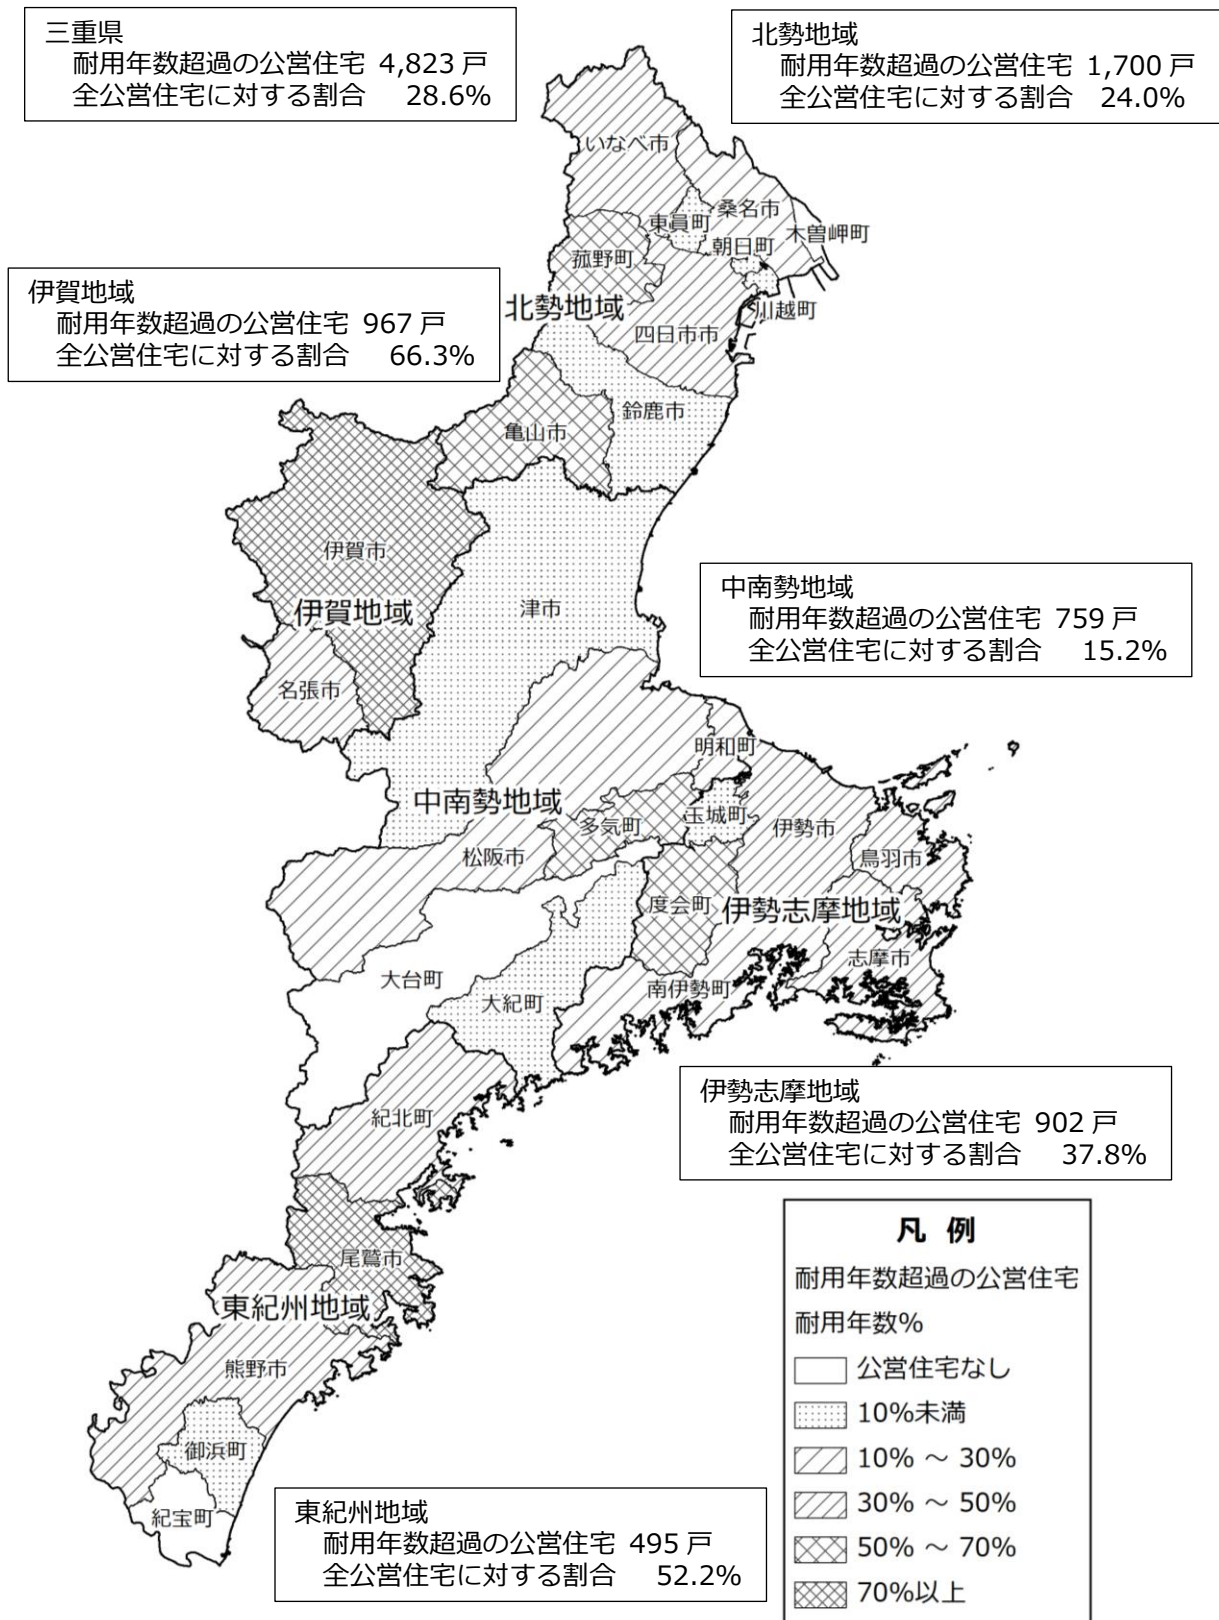 三重県
耐用年数超過の公営住宅 4,823 戸
全公営住宅に対する割合 28.6%
北勢地域
耐用年数超過の公営住宅 1,700 戸
全公営住宅に対する割合 24.0%
いなべ市
桑名市
東員町
木曽岬町
朝日町
菰野町
北勢地域
川越町
四日市市
伊賀地域
耐用年数超過の公営住宅 967 戸
全公営住宅に対する割合 66.3%
鈴鹿市
亀山市
伊賀市
伊賀地域
津市
名張市
中南勢地域
耐用年数超過の公営住宅 759 戸
全公営住宅に対する割合 15.2%
明和町
中南勢地域
多気町
玉城町
伊勢市
松阪市
鳥羽市
度会町
伊勢志摩地域
志摩市
大台町
南伊勢町
大紀町
伊勢志摩地域
耐用年数超過の公営住宅 902 戸
全公営住宅に対する割合 37.8%
紀北町
尾鷲市
東紀州地域
熊野市
御浜町
紀宝町
凡 例
耐用年数超過の公営住宅
耐用年数%
公営住宅なし
10%未満
10% ～ 30%
30% ～ 50%
50% ～ 70%
70%以上
東紀州地域
耐用年数超過の公営住宅 495 戸
全公営住宅に対する割合 52.2%